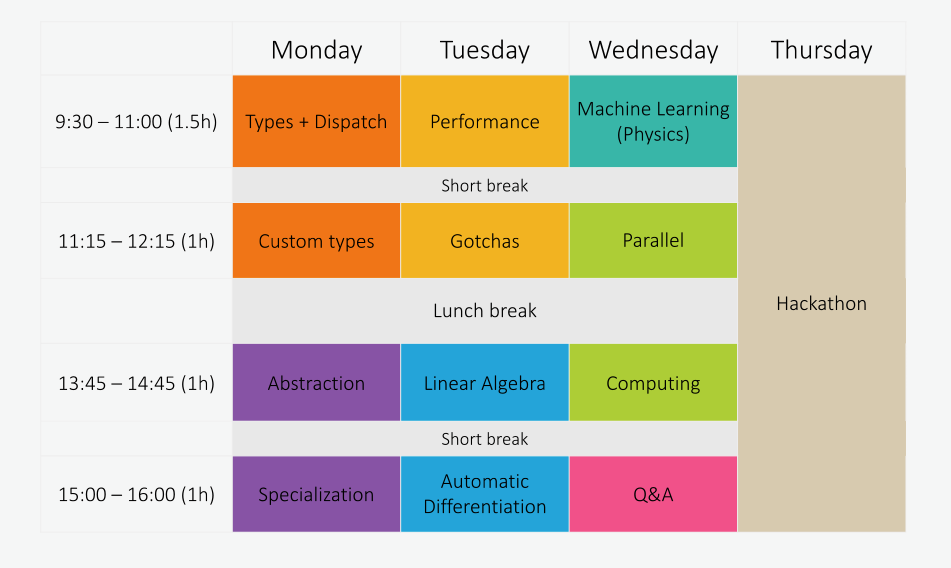 Monday Tuesday Wednesday Thursday
9:30 – 11:00 (1.5h) Types + Dispatch Performance Machine Learning
(Physics)
Short break
11:15 – 12:15 (1h) Custom types Gotchas Parallel
Hackathon
Lunch break
13:45 – 14:45 (1h) Abstraction Linear Algebra Computing
Short break
15:00 – 16:00 (1h) Specialization Automatic
Differentiation Q&A